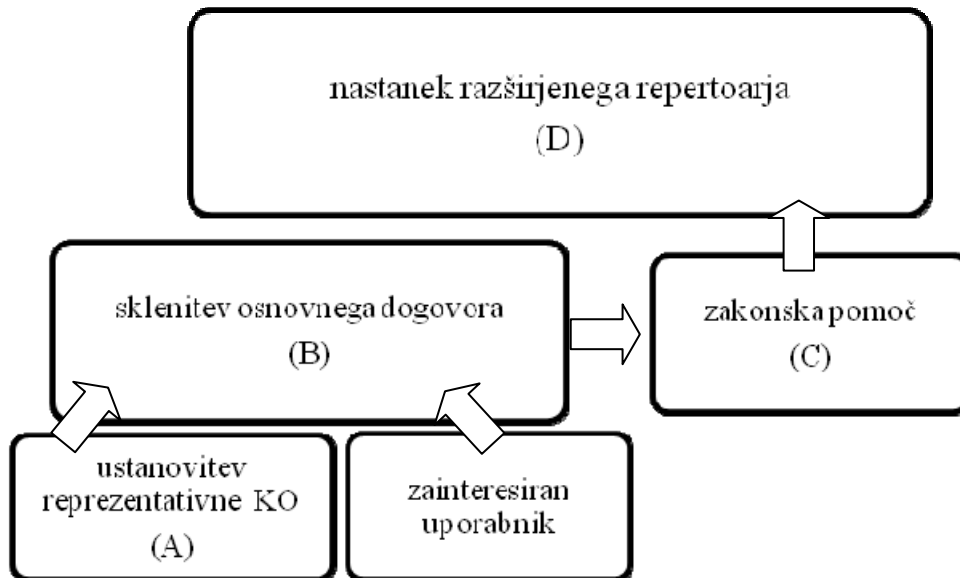 nastanek razširjenega repertoarja
(D)
sklenitev osnovnega dogovora
(B)
zakonska pomoč
(C)
ustanovitev
reprezentativne KO
(A)
zainteresiran
uporabnik